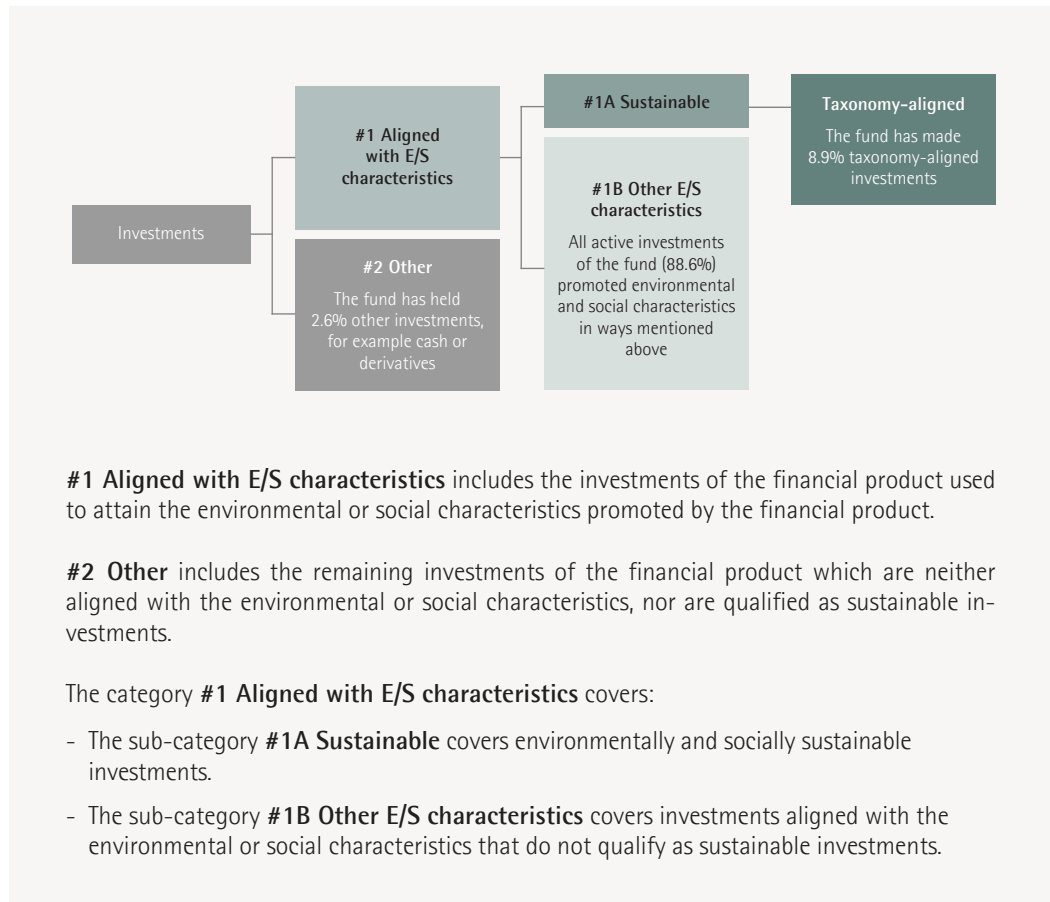 Investments
#1 Aligned
with E/S
characteristics
#2 Other
The fund has held
2.6% other investments,
for example cash or
derivatives
#1A Sustainable
#1B Other E/S
characteristics
All active investments
of the fund (88.6%)
promoted environmental
and social characteristics
in ways mentioned
above
Taxonomy-aligned
The fund has made
8.9% taxonomy-aligned
investments
#1 Aligned with E/S characteristics includes the investments of the financial product used
to attain the environmental or social characteristics promoted by the financial product.
#2 Other includes the remaining investments of the financial product which are neither
aligned with the environmental or social characteristics, nor are qualified as sustainable in-
vestments.
The category #1 Aligned with E/S characteristics covers:
- The sub-category #1A Sustainable covers environmentally and socially sustainable
investments.
- The sub-category #1B Other E/S characteristics covers investments aligned with the
environmental or social characteristics that do not qualify as sustainable investments.